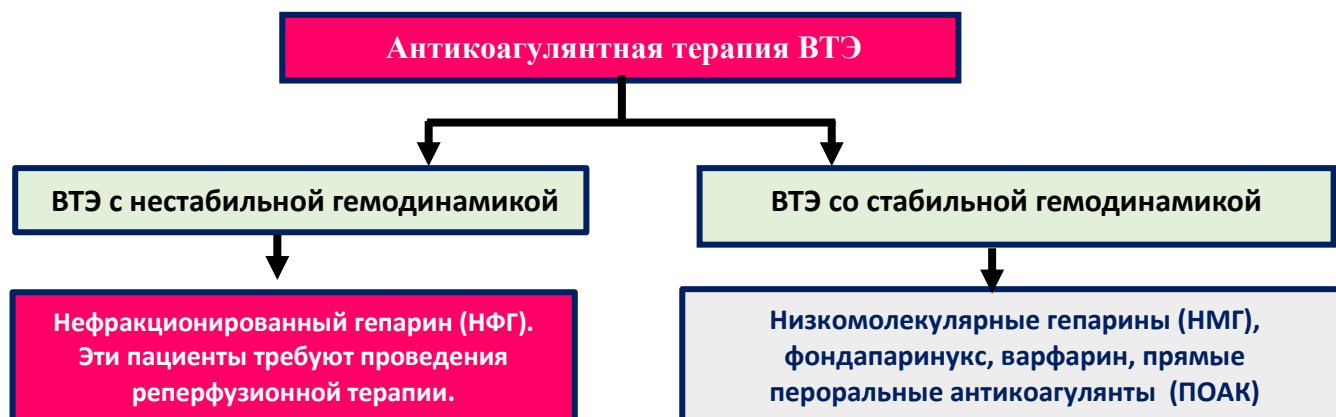 Антикоагулянтная терапия ВТЭ
ВТЭ с нестабильной гемодинамикой
ВТЭ со стабильной гемодинамикой
Нефракционированный гепарин (НФГ).
Эти пациенты требуют проведения
реперфузионной терапии.
Низкомолекулярные гепарины (НМГ),
фондапаринукс, варфарин, прямые
пероральные антикоагулянты (ПОАК)